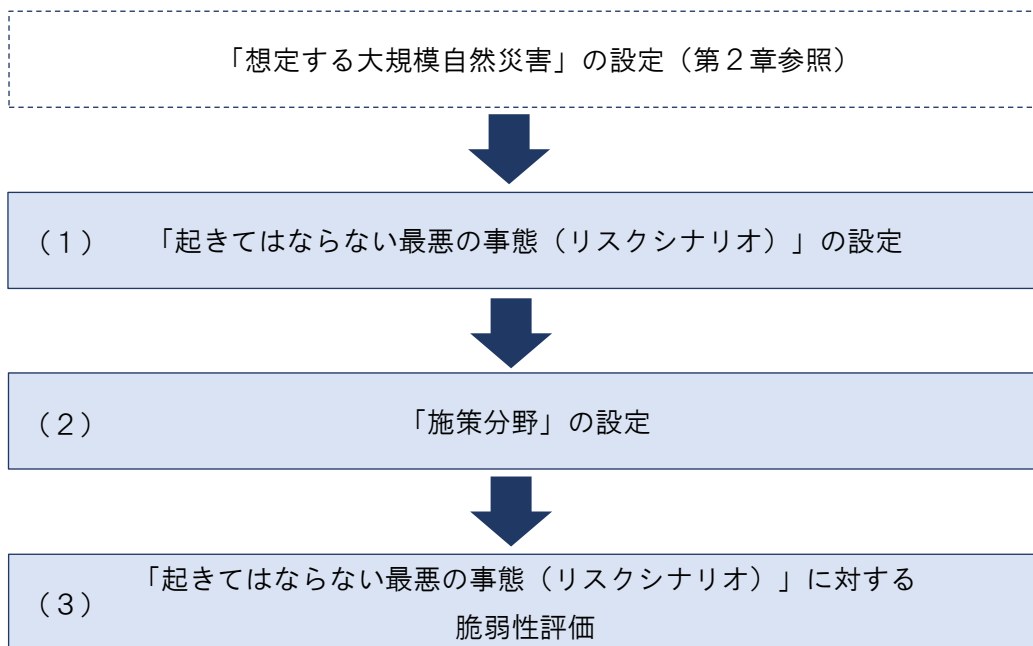 「想定する大規模自然災害」の設定（第２章参照）
（１）　「起きてはならない最悪の事態（リスクシナリオ）」の設定
（２）　「施策分野」の設定
（３）　「起きてはならない最悪の事態（リスクシナリオ）」に対する
脆弱性評価